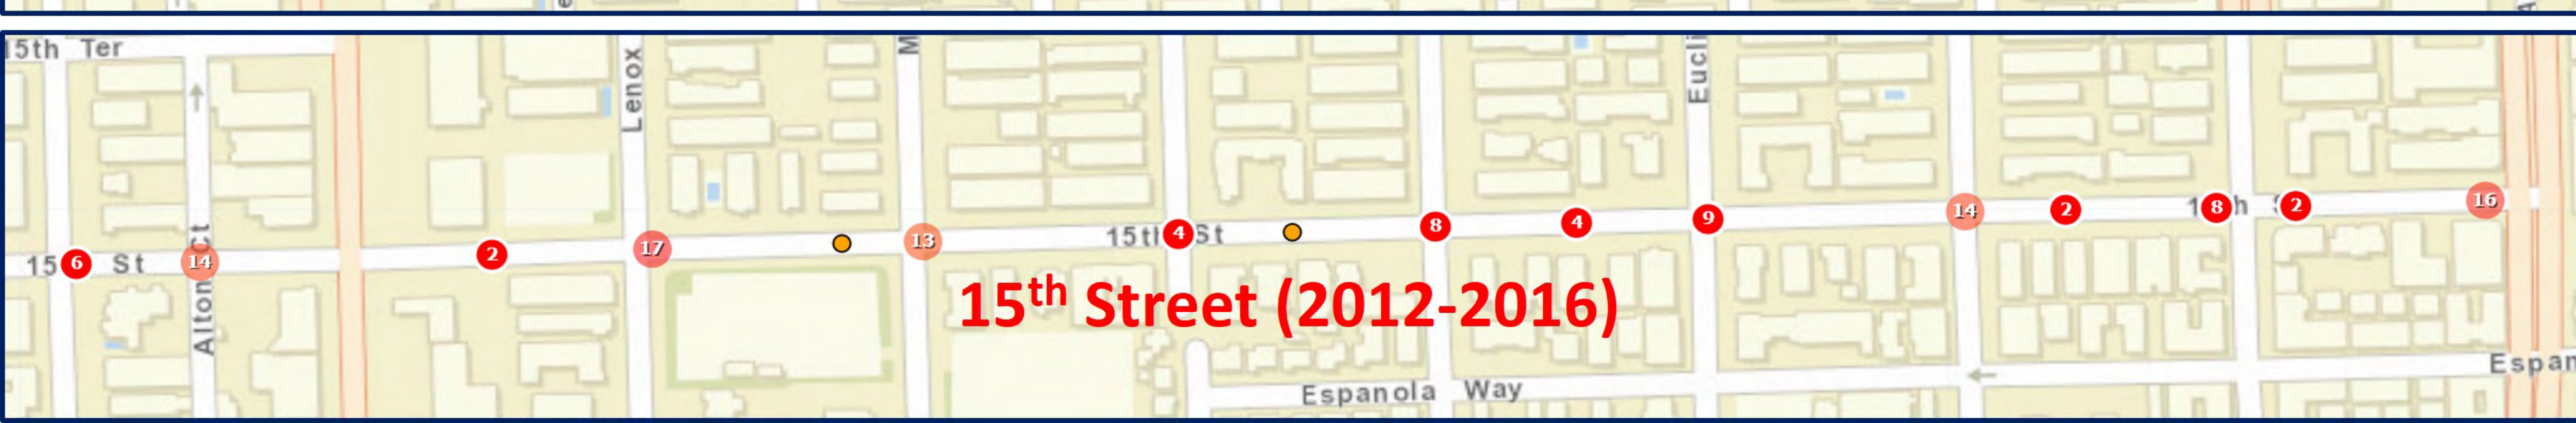 15th Ter
Lenox
M
Eucli
15th St
6
14
2
17
13
4
8
4
9
14
2
8
2
16
15 St
Alton Ct
15th Street (2012-2016)
Espanola Way
Espan